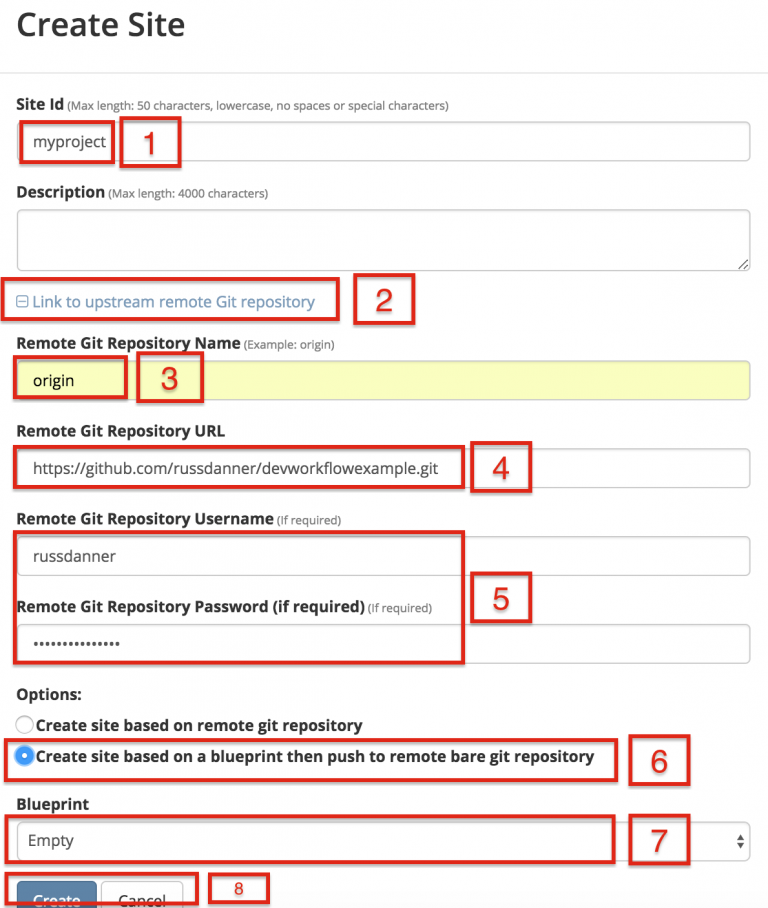 Create Site
Site Id (Max length: 50 characters, lowercase, no spaces or special characters)
myproject 1
Description (Max length: 4000 characters)
Link to upstream remote Git repository 2
Remote Git Repository Name (Example: origin)
origin 3
Remote Git Repository URL
https://github.com/russdanner/devworkflowexample.git 4
Remote Git Repository Username (If required)
russdanner
5
Remote Git Repository Password (if required) (If required)
•••••••••••••••
Options:
Create site based on remote git repository
Create site based on a blueprint then push to remote bare git repository 6
Blueprint
Empty 7
Create Cancel 8